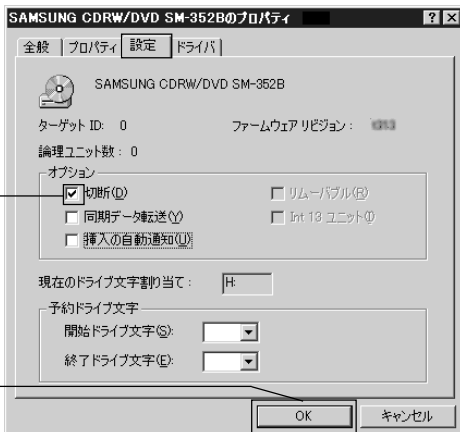 SAMSUNG CDRW/DVD SM-352Bのプロパティ
全般 プロパティ 設定 ドライバ
SAMSUNG CDRW/DVD SM-352B
ターゲット ID: 0 ファームウェア リビジョン:
論理ユニット数: 0
オプション
切断(D) リムーバブル(R)
同期データ転送(Y) Int 13 ユニット(I)
挿入の自動通知(U)
現在のドライブ文字割り当て: H:
予約ドライブ文字
開始ドライブ文字(S):
終了ドライブ文字(E):
OK キャンセル